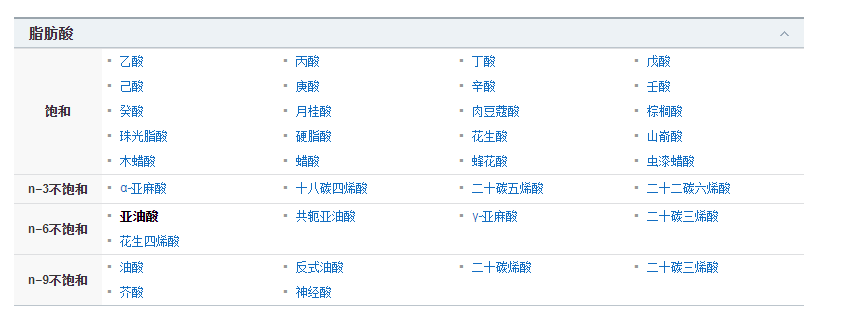 脂肪酸
饱和
乙酸 丙酸 丁酸 戊酸
己酸 庚酸 辛酸 壬酸
癸酸 月桂酸 肉豆蔻酸 棕榈酸
珠光脂酸 硬脂酸 花生酸 山嵛酸
木蜡酸 蜡酸 蜂花酸 虫漆蜡酸
n-3不饱和 α-亚麻酸 十八碳四烯酸 二十碳五烯酸 二十二碳六烯酸
n-6不饱和
亚油酸 共轭亚油酸 γ-亚麻酸 二十碳三烯酸
花生四烯酸
n-9不饱和
油酸 反式油酸 二十碳烯酸 二十碳三烯酸
芥酸 神经酸